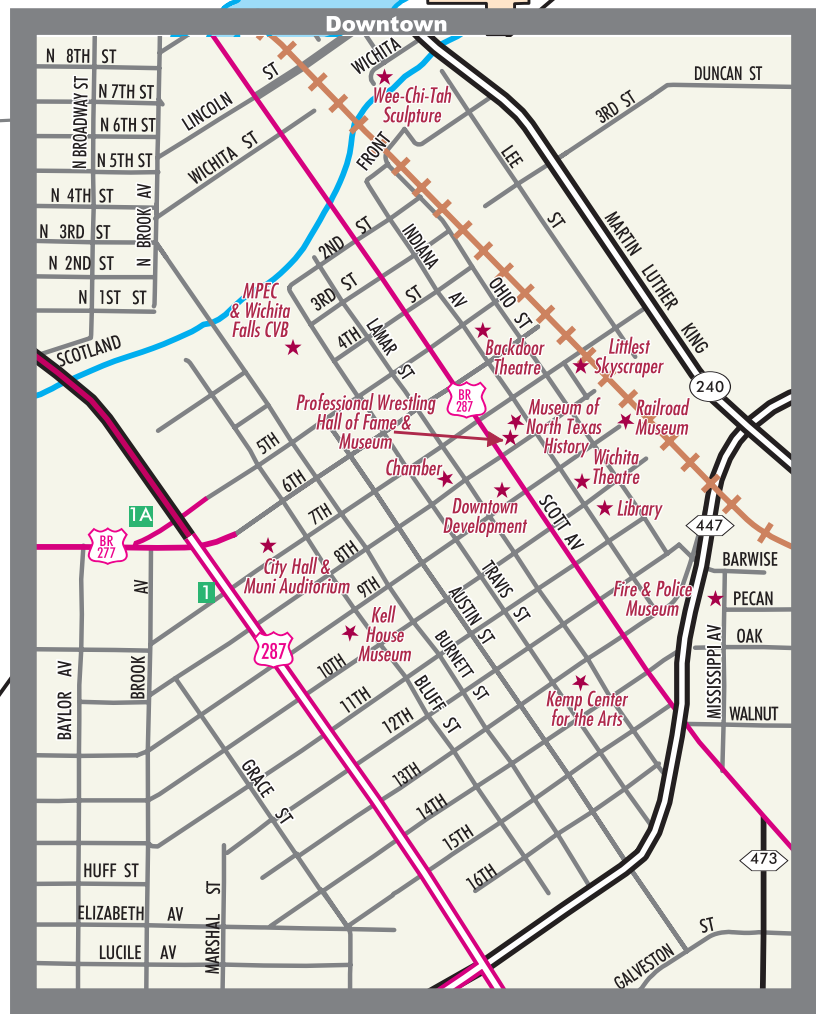 Downtown
N 8TH ST
N 7TH ST
N BROADWAY ST
N 6TH ST
N 5TH ST
N 4TH ST
N BROOK AV
N 3RD ST
N 2ND ST
N 1ST ST
SCOTLAND
LINCOLN ST
WICHITA ST
WICHITA
Wee-Chi-Tah
Sculpture
FRONT
DUNCAN ST
3RD ST
LEE ST
MARTIN LUTHER KING
2ND ST
INDIANA AV
OHIO ST
3RD ST
4TH ST
LAMAR ST
MPEC
& Wichita
Falls CVB
Backdoor
Theatre
Littlest
Skyscraper
240
BR
287
Professional Wrestling
Hall of Fame &
Museum
Museum of
North Texas
History
Railroad
Museum
Chamber
Wichita
Theatre
Downtown
Development
Library
SCOTT AV
447
5TH
6TH
7TH
8TH
9TH
10TH
11TH
12TH
13TH
14TH
15TH
16TH
1A
BR
277
1
City Hall &
Muni Auditorium
TRAVIS ST
AUSTIN ST
BURNETT ST
BLUFF ST
Kell
House
Museum
287
Fire & Police
Museum
BARWISE
PECAN
OAK
MISSISSIPPI AV
WALNUT
Kemp Center
for the Arts
BROOK AV
BAYLOR AV
GRACE ST
473
HUFF ST
ELIZABETH AV
LUCILE AV
MARSHAL ST
GALVESTON ST